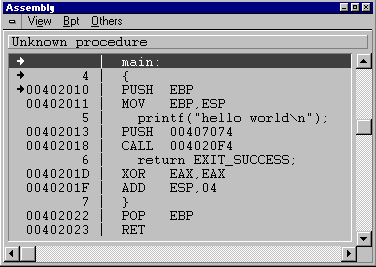 Assembly
View Bpt Others
Unknown procedure
main:
4 | {
00402010 | PUSH EBP
00402011 | MOV EBP,ESP
5 | printf("hello world\n");
00402013 | PUSH 00407074
00402018 | CALL 004020F4
6 | return EXIT_SUCCESS;
0040201D | XOR EAX,EAX
0040201F | ADD ESP,04
7 | }
00402022 | POP EBP
00402023 | RET